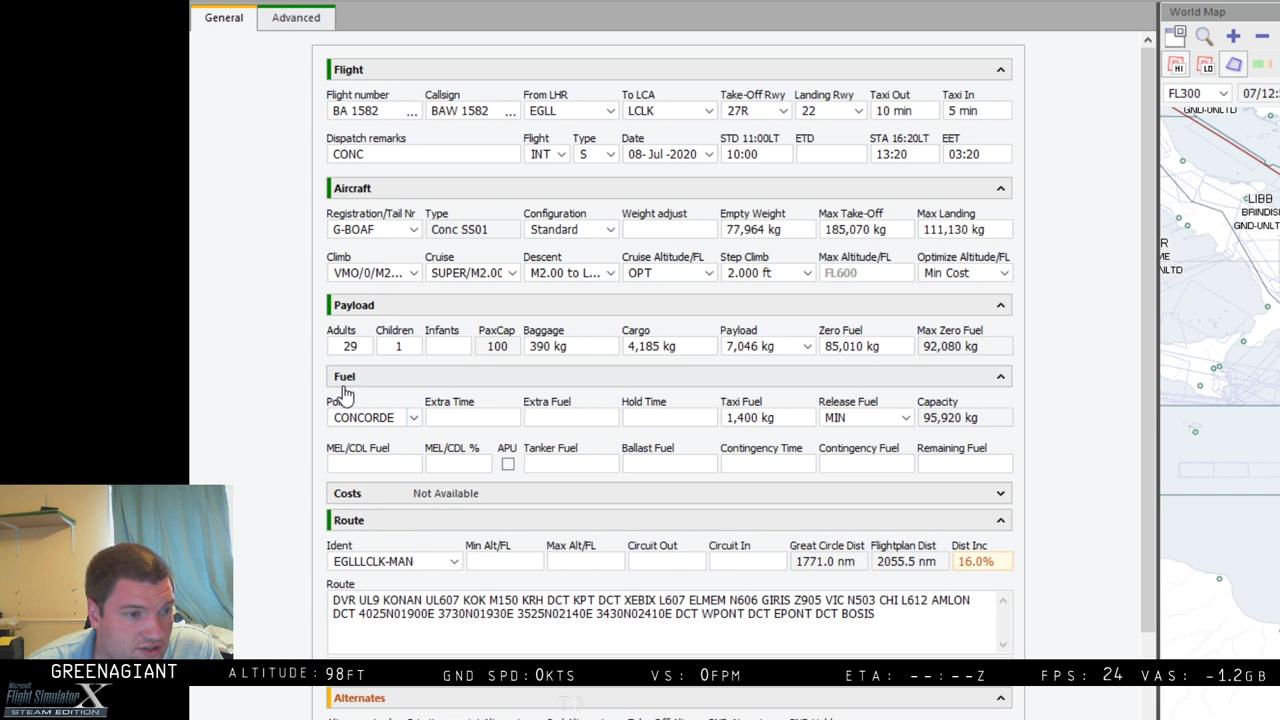 General Advanced
World Map
HI LO
FL300 07/12:
GND-UNLTD
LIBB
BRINDISI
GND-UNLT
R
ME
NLTD
Flight
Flight number Callsign From LHR To LCA Take-Off Rwy Landing Rwy Taxi Out Taxi In
BA 1582 ... BAW 1582 ... EGLL LCLK 27R 22 10 min 5 min
Dispatch remarks Flight Type Date STD 11:00LT ETD STA 16:20LT EET
CONC INT S 08- Jul -2020 10:00 13:20 03:20
Aircraft
Registration/Tail Nr Type Configuration Weight adjust Empty Weight Max Take-Off Max Landing
G-BOAF Conc SS01 Standard 77,964 kg 185,070 kg 111,130 kg
Climb Cruise Descent Cruise Altitude/FL Step Climb Max Altitude/FL Optimize Altitude/FL
VMO/0/M2... SUPER/M2.00 M2.00 to L... OPT 2.000 ft FL600 Min Cost
Payload
Adults Children Infants PaxCap Baggage Cargo Payload Zero Fuel Max Zero Fuel
29 1 100 390 kg 4,185 kg 7,046 kg 85,010 kg 92,080 kg
Fuel
Extra Time Extra Fuel Hold Time Taxi Fuel Release Fuel Capacity
CONCORDE 1,400 kg MIN 95,920 kg
MEL/CDL Fuel MEL/CDL % APU Tanker Fuel Ballast Fuel Contingency Time Contingency Fuel Remaining Fuel
Costs Not Available
Route
Ident Min Alt/FL Max Alt/FL Circuit Out Circuit In Great Circle Dist Flightplan Dist Dist Inc
EGLLLCLK-MAN 1771.0 nm 2055.5 nm 16.0%
Route
DVR UL9 KONAN UL607 KOK M150 KRH DCT KPT DCT XEBIX L607 ELMEM N606 GIRIS Z905 VIC N503 CHI L612 AMLON
DCT 4025N01900E 3730N01930E 3525N02140E 3430N02410E DCT WPONT DCT EPONT DCT BOSIS
GREENAGIANT ALTITUDE: 98FT GND SPD: 0KTS VS: 0FPM ETA: --:--Z FPS: 24 VAS: -1.2GB
Microsoft
Flight Simulator
X
STEAM EDITION
Alternates